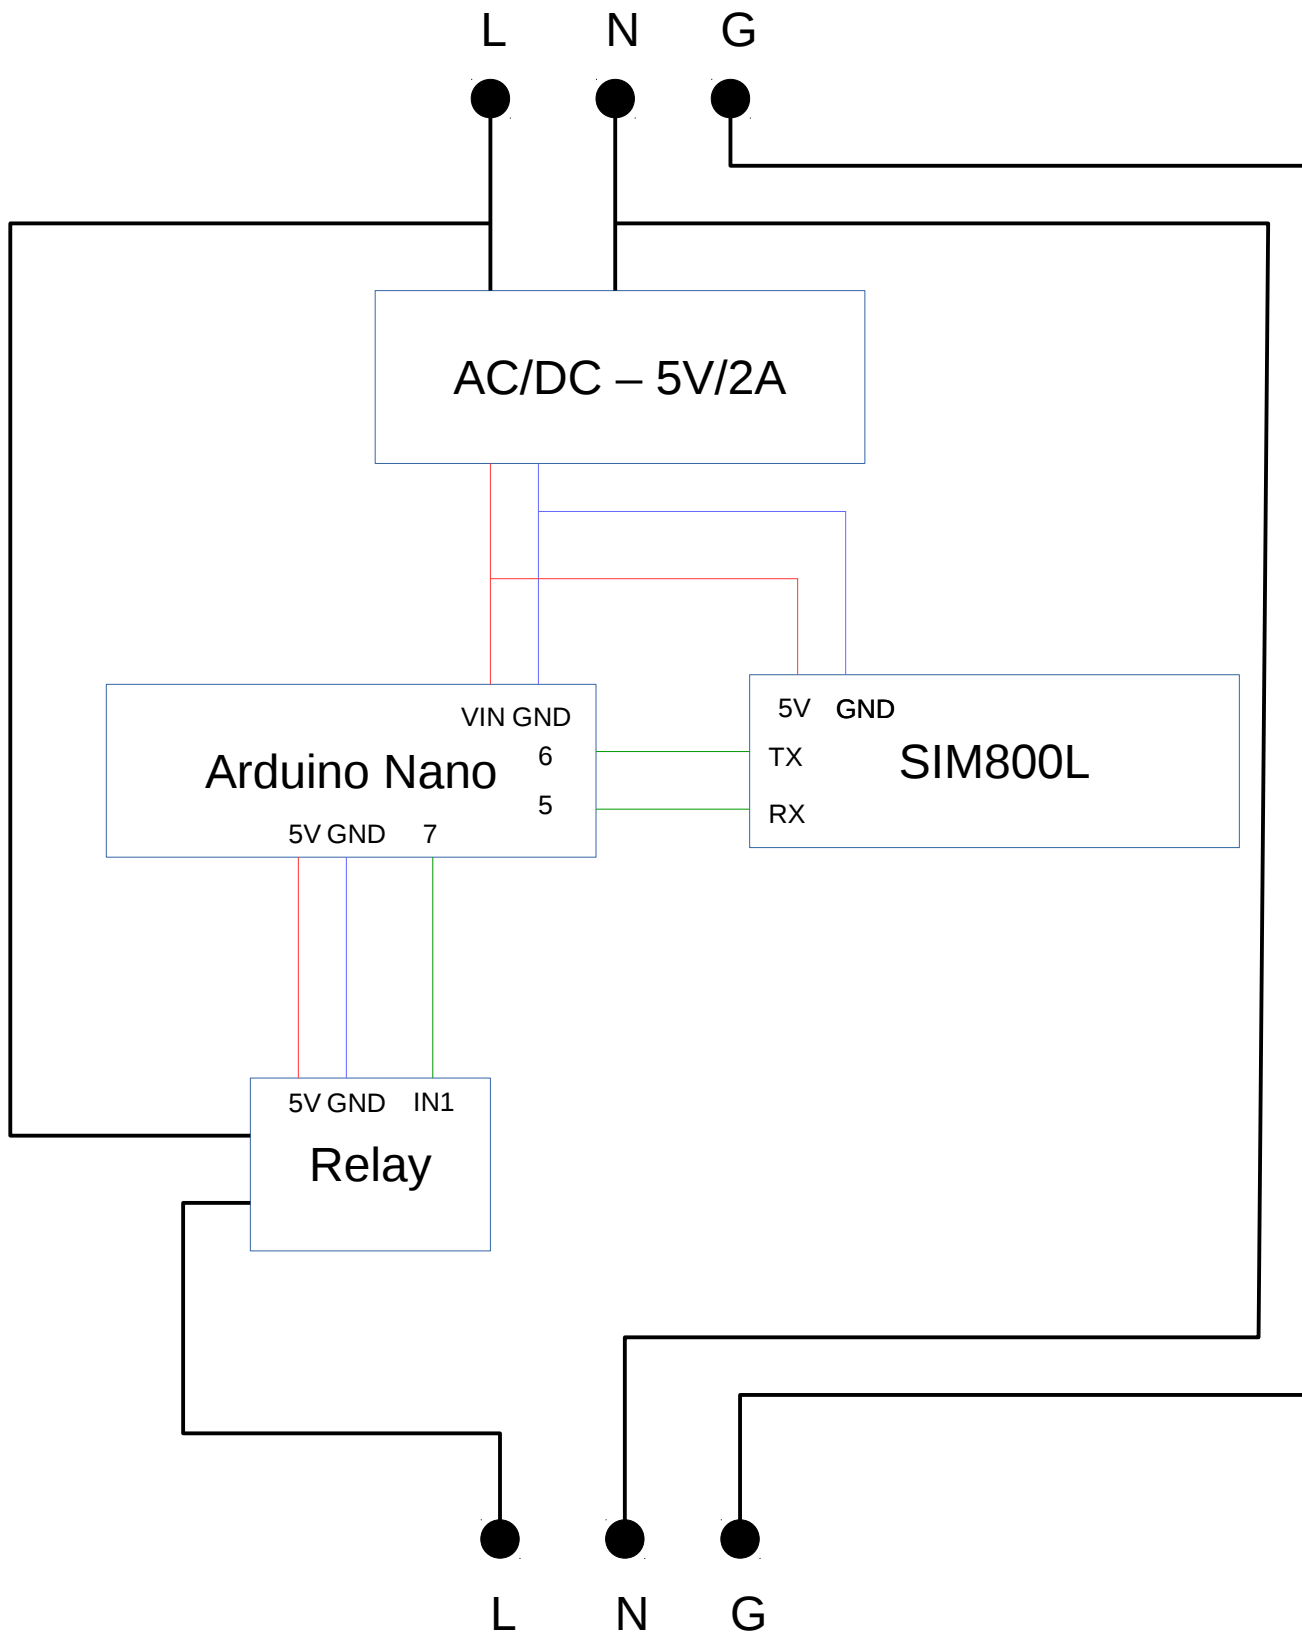 L N G
AC/DC – 5V/2A
VIN GND
6
5
Arduino Nano
5V GND 7
5V GND
TX
RX
SIM800L
5V GND IN1
Relay
L N G